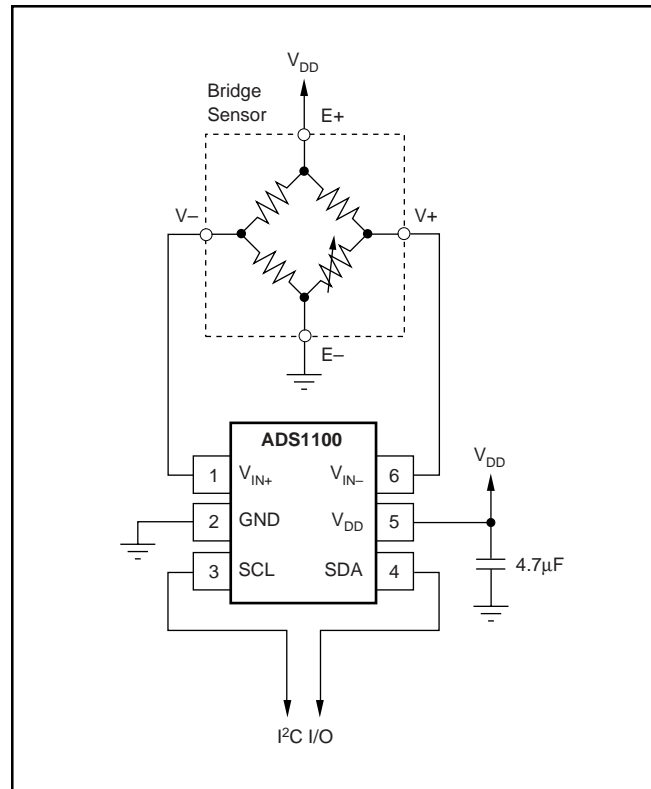 V_DD
Bridge
Sensor
E+
V–
V+
E–
ADS1100
1 V_IN+ V_IN– 6
V_DD
2 GND V_DD 5
3 SCL SDA 4
4.7μF
I²C I/O